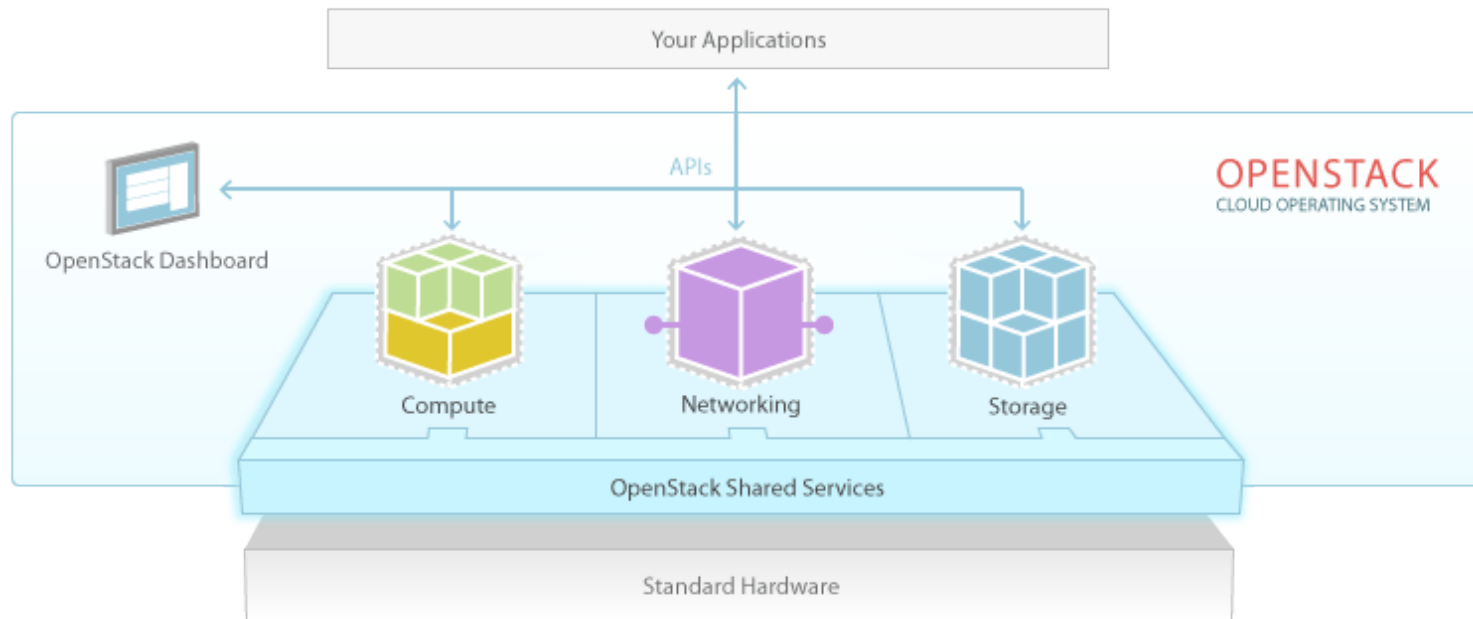 Your Applications
APIs
OPENSTACK
CLOUD OPERATING SYSTEM
OpenStack Dashboard
Compute
Networking
Storage
OpenStack Shared Services
Standard Hardware